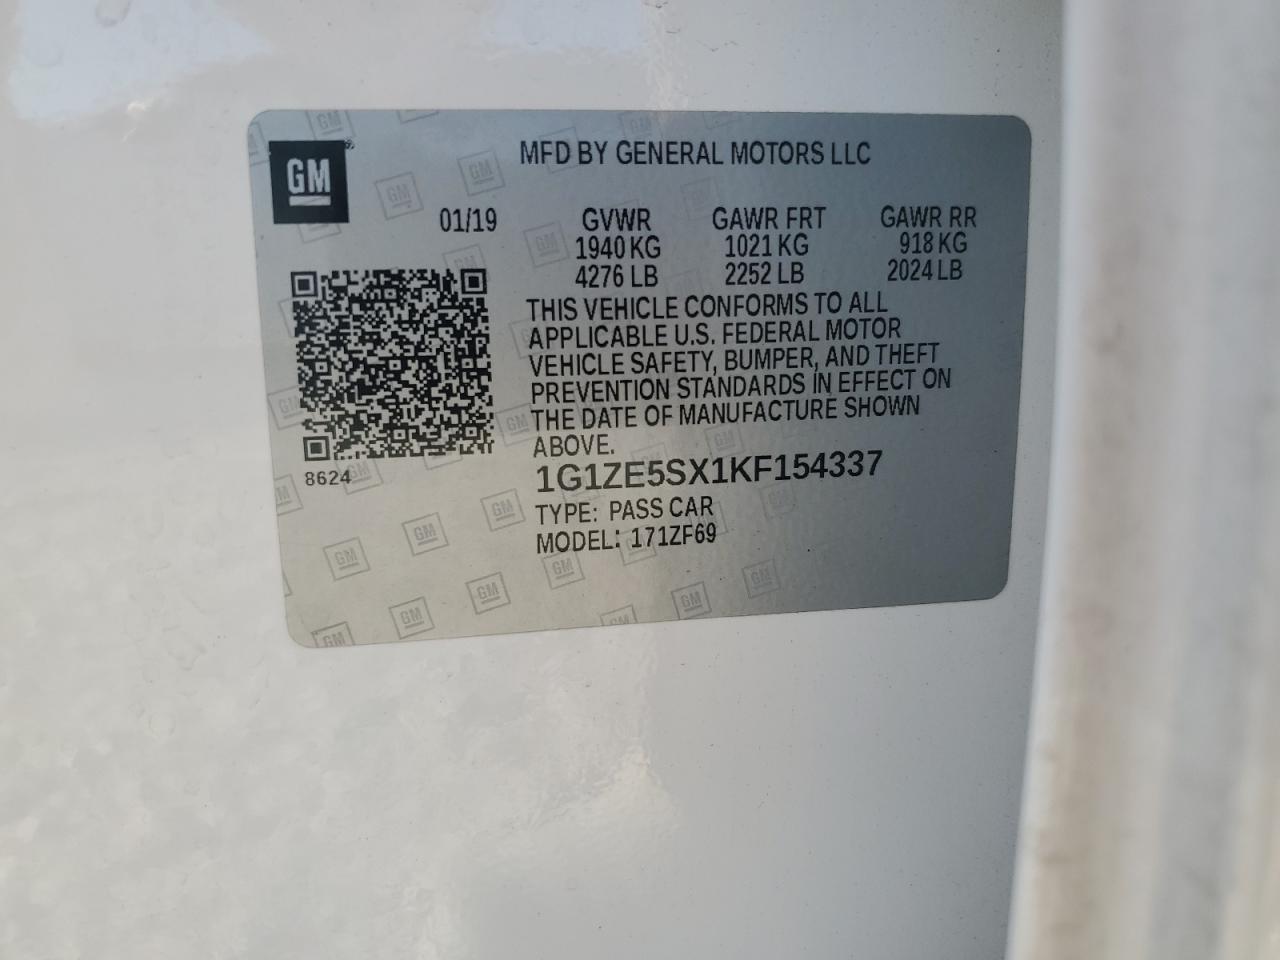 GM
MFD BY GENERAL MOTORS LLC
01/19 GVWR GAWR FRT GAWR RR
1940 KG 1021 KG 918 KG
4276 LB 2252 LB 2024 LB
THIS VEHICLE CONFORMS TO ALL
APPLICABLE U.S. FEDERAL MOTOR
VEHICLE SAFETY, BUMPER, AND THEFT
PREVENTION STANDARDS IN EFFECT ON
THE DATE OF MANUFACTURE SHOWN
ABOVE.
8624
1G1ZE5SX1KF154337
TYPE: PASS CAR
MODEL: 171ZF69